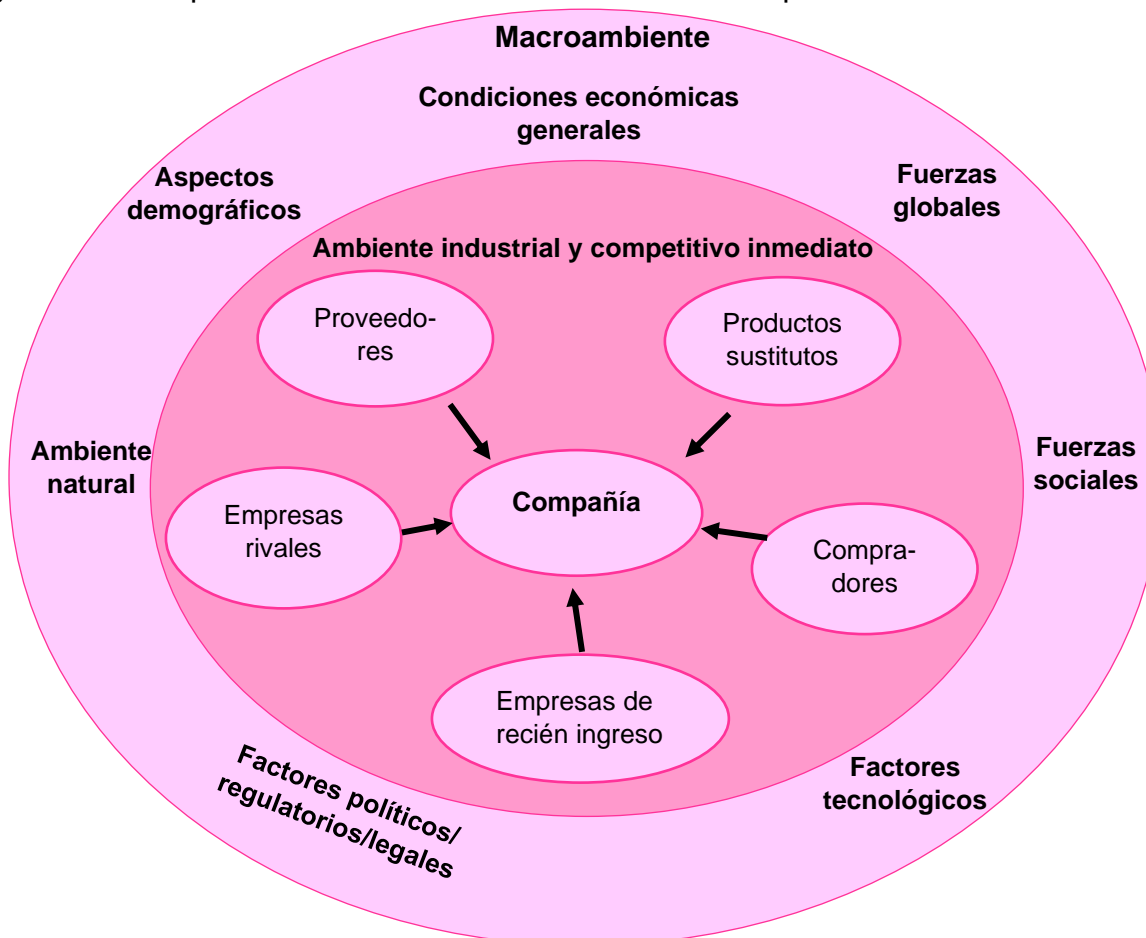 Macroambiente
Condiciones económicas
generales
Aspectos
demográficos
Fuerzas
globales
Ambiente industrial y competitivo inmediato
Proveedo-
res
Productos
sustitutos
Ambiente
natural
Fuerzas
sociales
Compañía
Empresas
rivales
Compra-
dores
Empresas de
recién ingreso
Factores políticos/
regulatorios/legales
Factores
tecnológicos